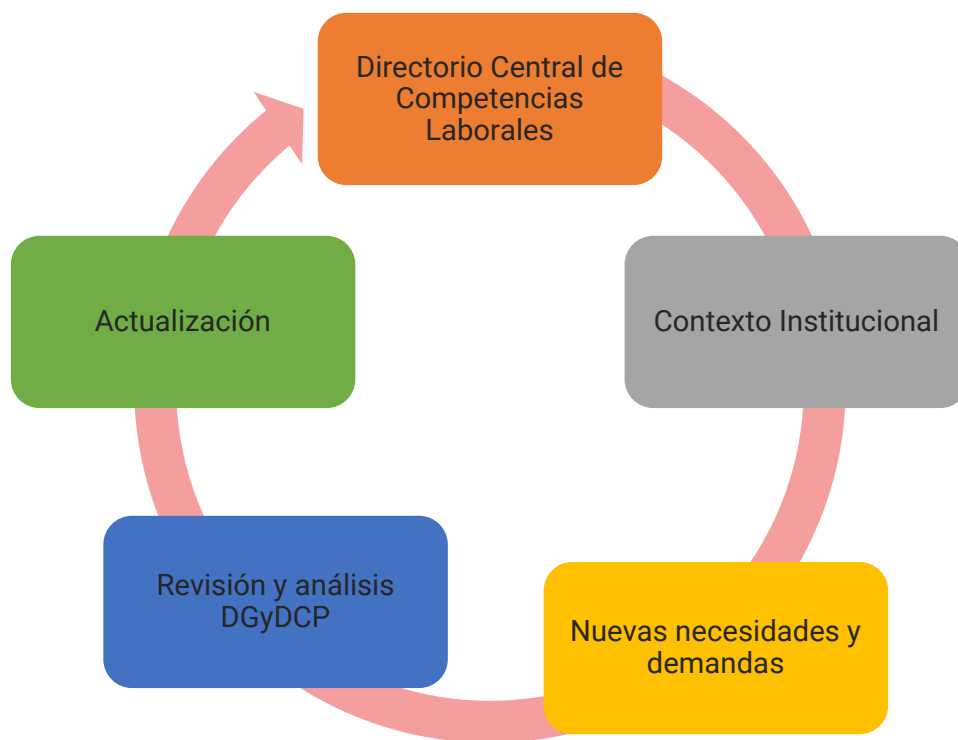 Directorio Central de
Competencias
Laborales
Contexto Institucional
Nuevas necesidades y
demandas
Revisión y análisis
DGyDCP
Actualización